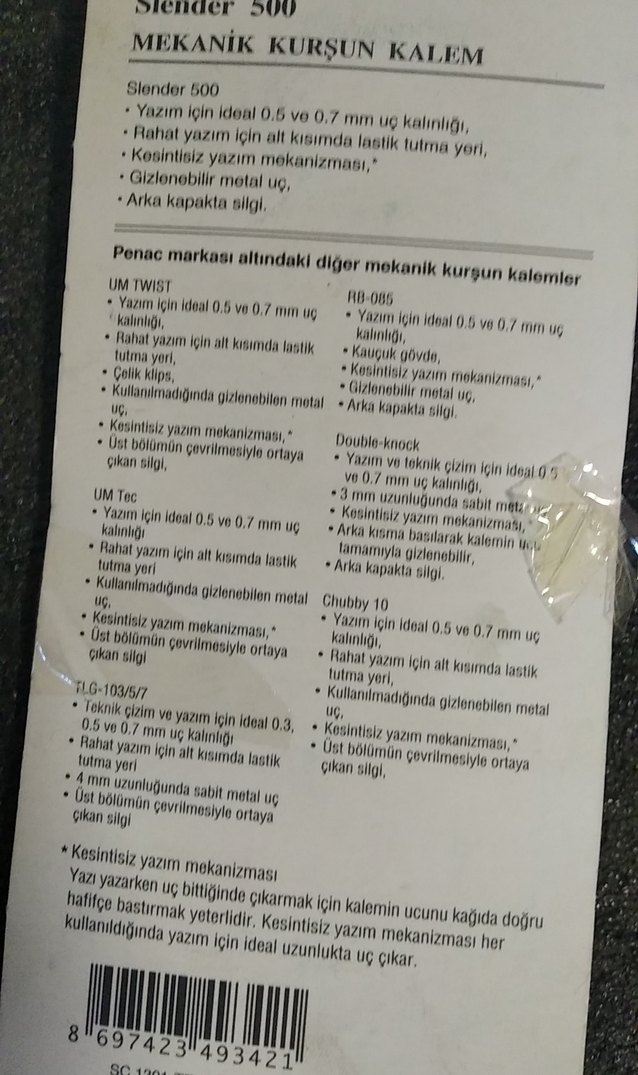 Slender 500
MEKANİK KURŞUN KALEM
Slender 500
• Yazım için ideal 0.5 ve 0.7 mm uç kalınlığı,
• Rahat yazım için alt kısımda lastik tutma yeri,
• Kesintisiz yazım mekanizması,*
• Gizlenebilir metal uç,
• Arka kapakta silgi.
Penac markası altındaki diğer mekanik kurşun kalemler
UM TWIST
• Yazım için ideal 0.5 ve 0.7 mm uç
kalınlığı,
• Rahat yazım için alt kısımda lastik
tutma yeri,
• Çelik klips,
• Kullanılmadığında gizlenebilen metal
uç,
• Kesintisiz yazım mekanizması,*
• Üst bölümün çevrilmesiyle ortaya
çıkan silgi,
UM Tec
• Yazım için ideal 0.5 ve 0.7 mm uç
kalınlığı
• Rahat yazım için alt kısımda lastik
tutma yeri
• Kullanılmadığında gizlenebilen metal
uç,
• Kesintisiz yazım mekanizması,*
• Üst bölümün çevrilmesiyle ortaya
çıkan silgi
TLG-103/5/7
• Teknik çizim ve yazım için ideal 0.3,
0.5 ve 0.7 mm uç kalınlığı
• Rahat yazım için alt kısımda lastik
tutma yeri
• 4 mm uzunluğunda sabit metal uç
• Üst bölümün çevrilmesiyle ortaya
çıkan silgi
RB-085
• Yazım için ideal 0.5 ve 0.7 mm uç
kalınlığı,
• Kauçuk gövde,
• Kesintisiz yazım mekanizması,*
• Gizlenebilir metal uç,
• Arka kapakta silgi.
Double-knock
• Yazım ve teknik çizim için ideal 0.5
ve 0.7 mm uç kalınlığı,
• 3 mm uzunluğunda sabit
• Kesintisiz yazım mekanizması,*
• Arka kısma basılarak kalemin
tamamıyla gizlenebilir,
• Arka kapakta silgi.
Chubby 10
• Yazım için ideal 0.5 ve 0.7 mm uç
kalınlığı,
• Rahat yazım için alt kısımda lastik
tutma yeri,
• Kullanılmadığında gizlenebilen metal
uç,
• Kesintisiz yazım mekanizması,*
• Üst bölümün çevrilmesiyle ortaya
çıkan silgi,
* Kesintisiz yazım mekanizması
Yazı yazarken uç bittiğinde çıkarmak için kalemin ucunu kağıda doğru
hafifçe bastırmak yeterlidir. Kesintisiz yazım mekanizması her
kullanıldığında yazım için ideal uzunlukta uç çıkar.
8 697423 493421
SC